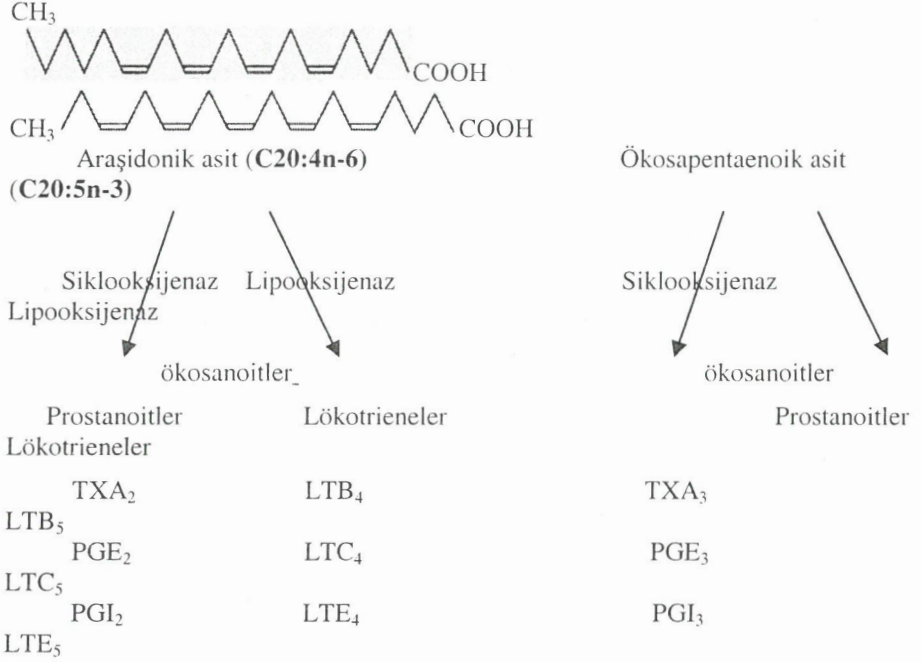 CH₃
COOH
CH₃ COOH
Araşidonik asit (C20:4n-6) Ökosapentaenoik asit
(C20:5n-3)
Siklooksijenaz Lipooksijenaz Siklooksijenaz
Lipooksijenaz
ökosanoitler_ ökosanoitler
Prostanoitler Lökotrieneler Prostanoitler
Lökotrieneler
TXA₂ LTB₄ TXA₃
LTB₅
PGE₂ LTC₄ PGE₃
LTC₅
PGI₂ LTE₄ PGI₃
LTE₅